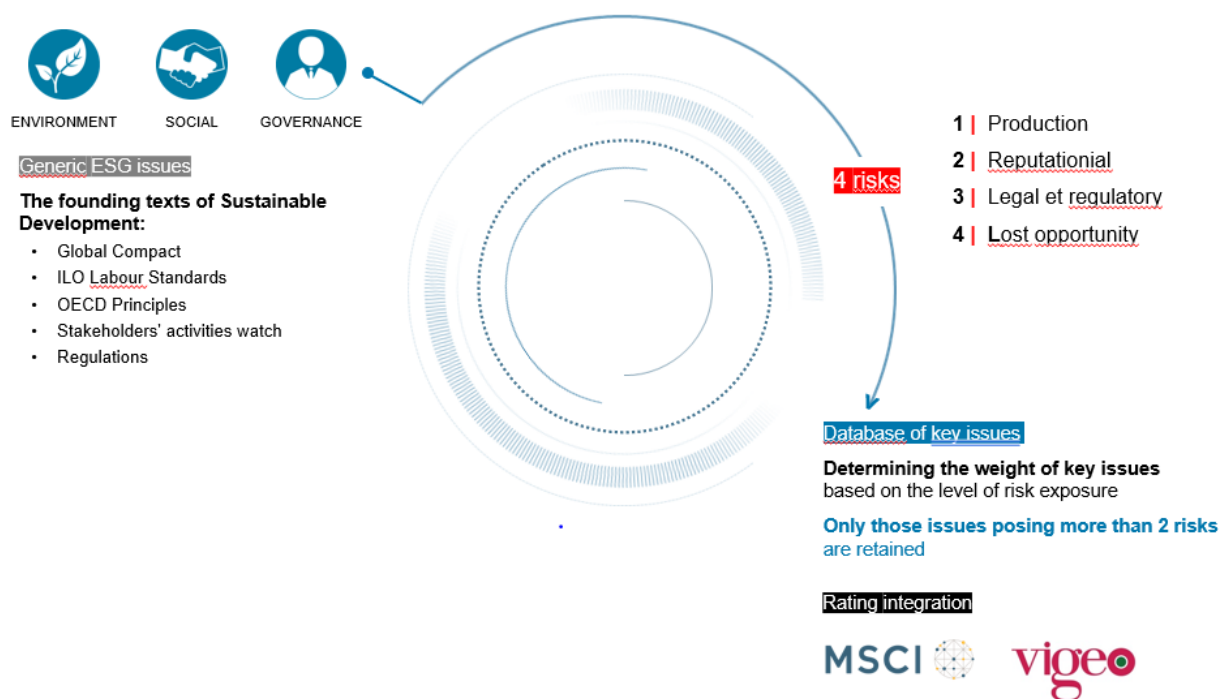 ENVIRONMENT
SOCIAL
GOVERNANCE
Generic ESG issues
The founding texts of Sustainable
Development:
• Global Compact
• ILO Labour Standards
• OECD Principles
• Stakeholders' activities watch
• Regulations
4 risks
1 | Production
2 | Reputationial
3 | Legal et regulatory
4 | Lost opportunity
Database of key issues
Determining the weight of key issues
based on the level of risk exposure
Only those issues posing more than 2 risks
are retained
Rating integration
MSCI
vigeo